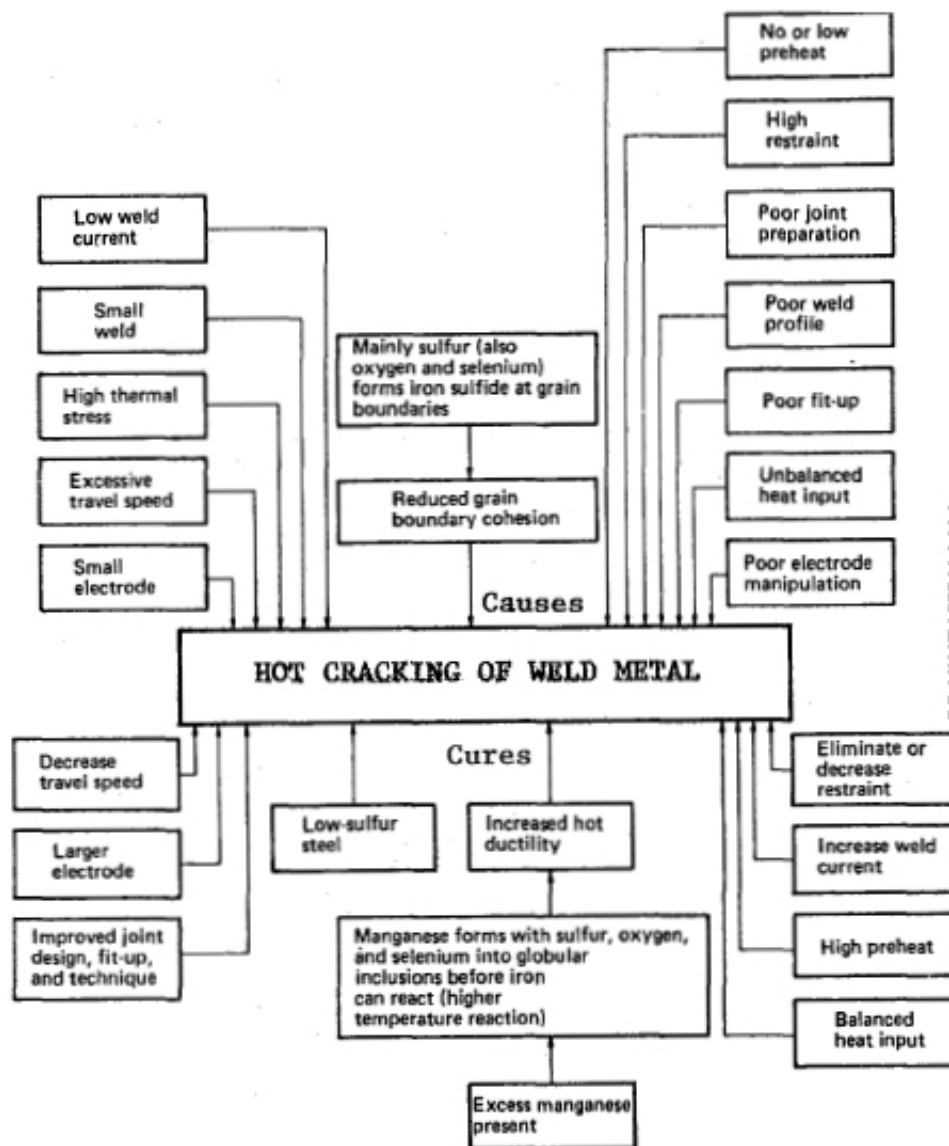 No or low
preheat
High
restraint
Poor joint
preparation
Poor weld
profile
Poor fit-up
Unbalanced
heat input
Poor electrode
manipulation
Low weld
current
Small
weld
High thermal
stress
Excessive
travel speed
Small
electrode
Mainly sulfur (also
oxygen and selenium)
forms iron sulfide at grain
boundaries
Reduced grain
boundary cohesion
Causes
HOT CRACKING OF WELD METAL
Cures
Decrease
travel speed
Larger
electrode
Improved joint
design, fit-up,
and technique
Low-sulfur
steel
Increased hot
ductility
Manganese forms with sulfur, oxygen,
and selenium into globular
inclusions before iron
can react (higher
temperature reaction)
Excess manganese
present
Eliminate or
decrease
restraint
Increase weld
current
High preheat
Balanced
heat input